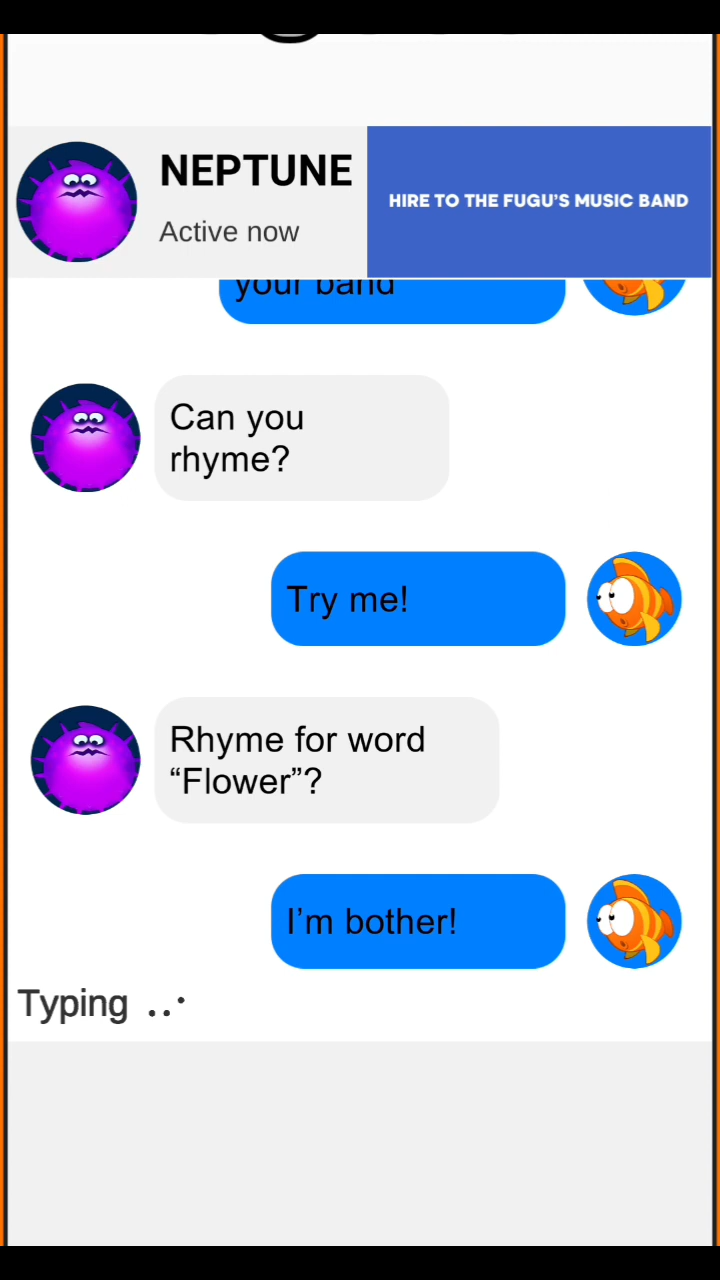 NEPTUNE
Active now
HIRE TO THE FUGU'S MUSIC BAND
your band
Can you
rhyme?
Try me!
Rhyme for word
“Flower”?
I’m bother!
Typing ...